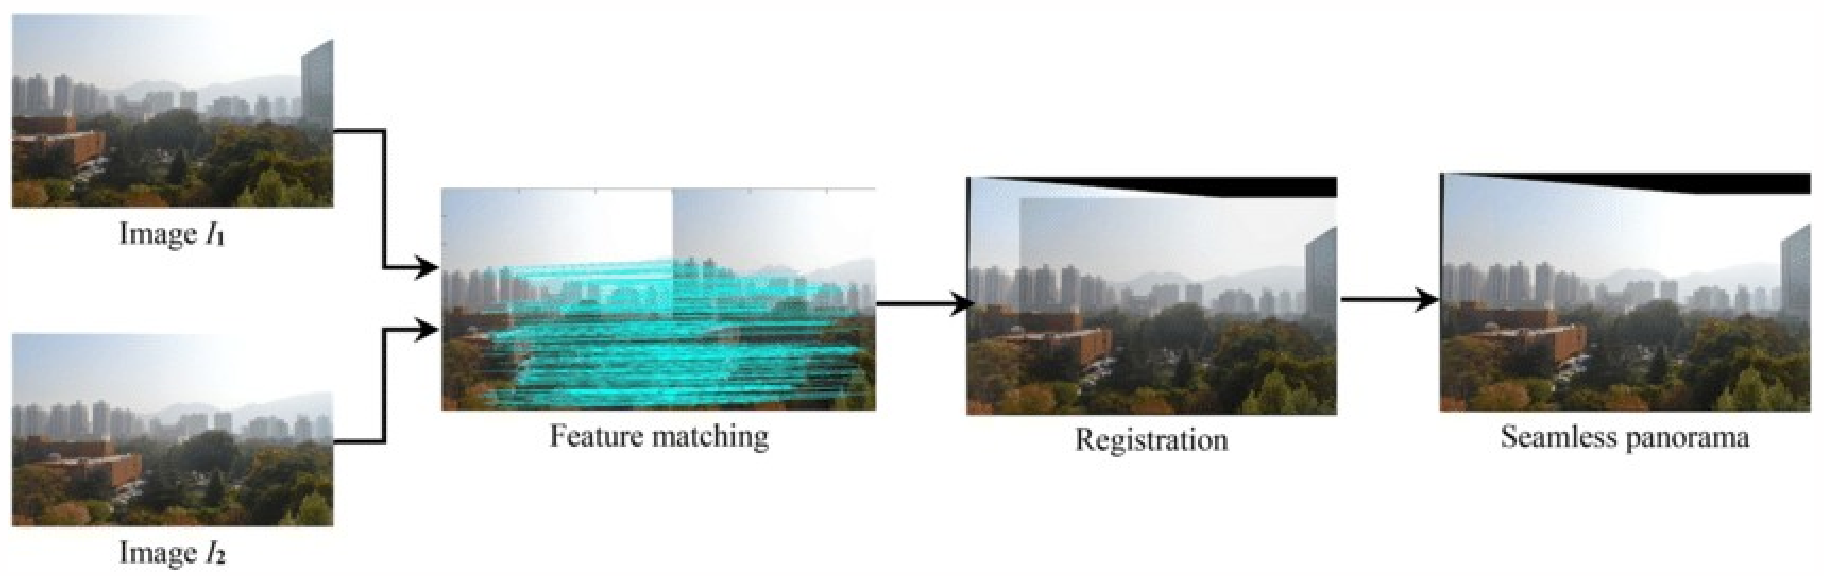 Image I1
Feature matching
Registration
Seamless panorama
Image I2